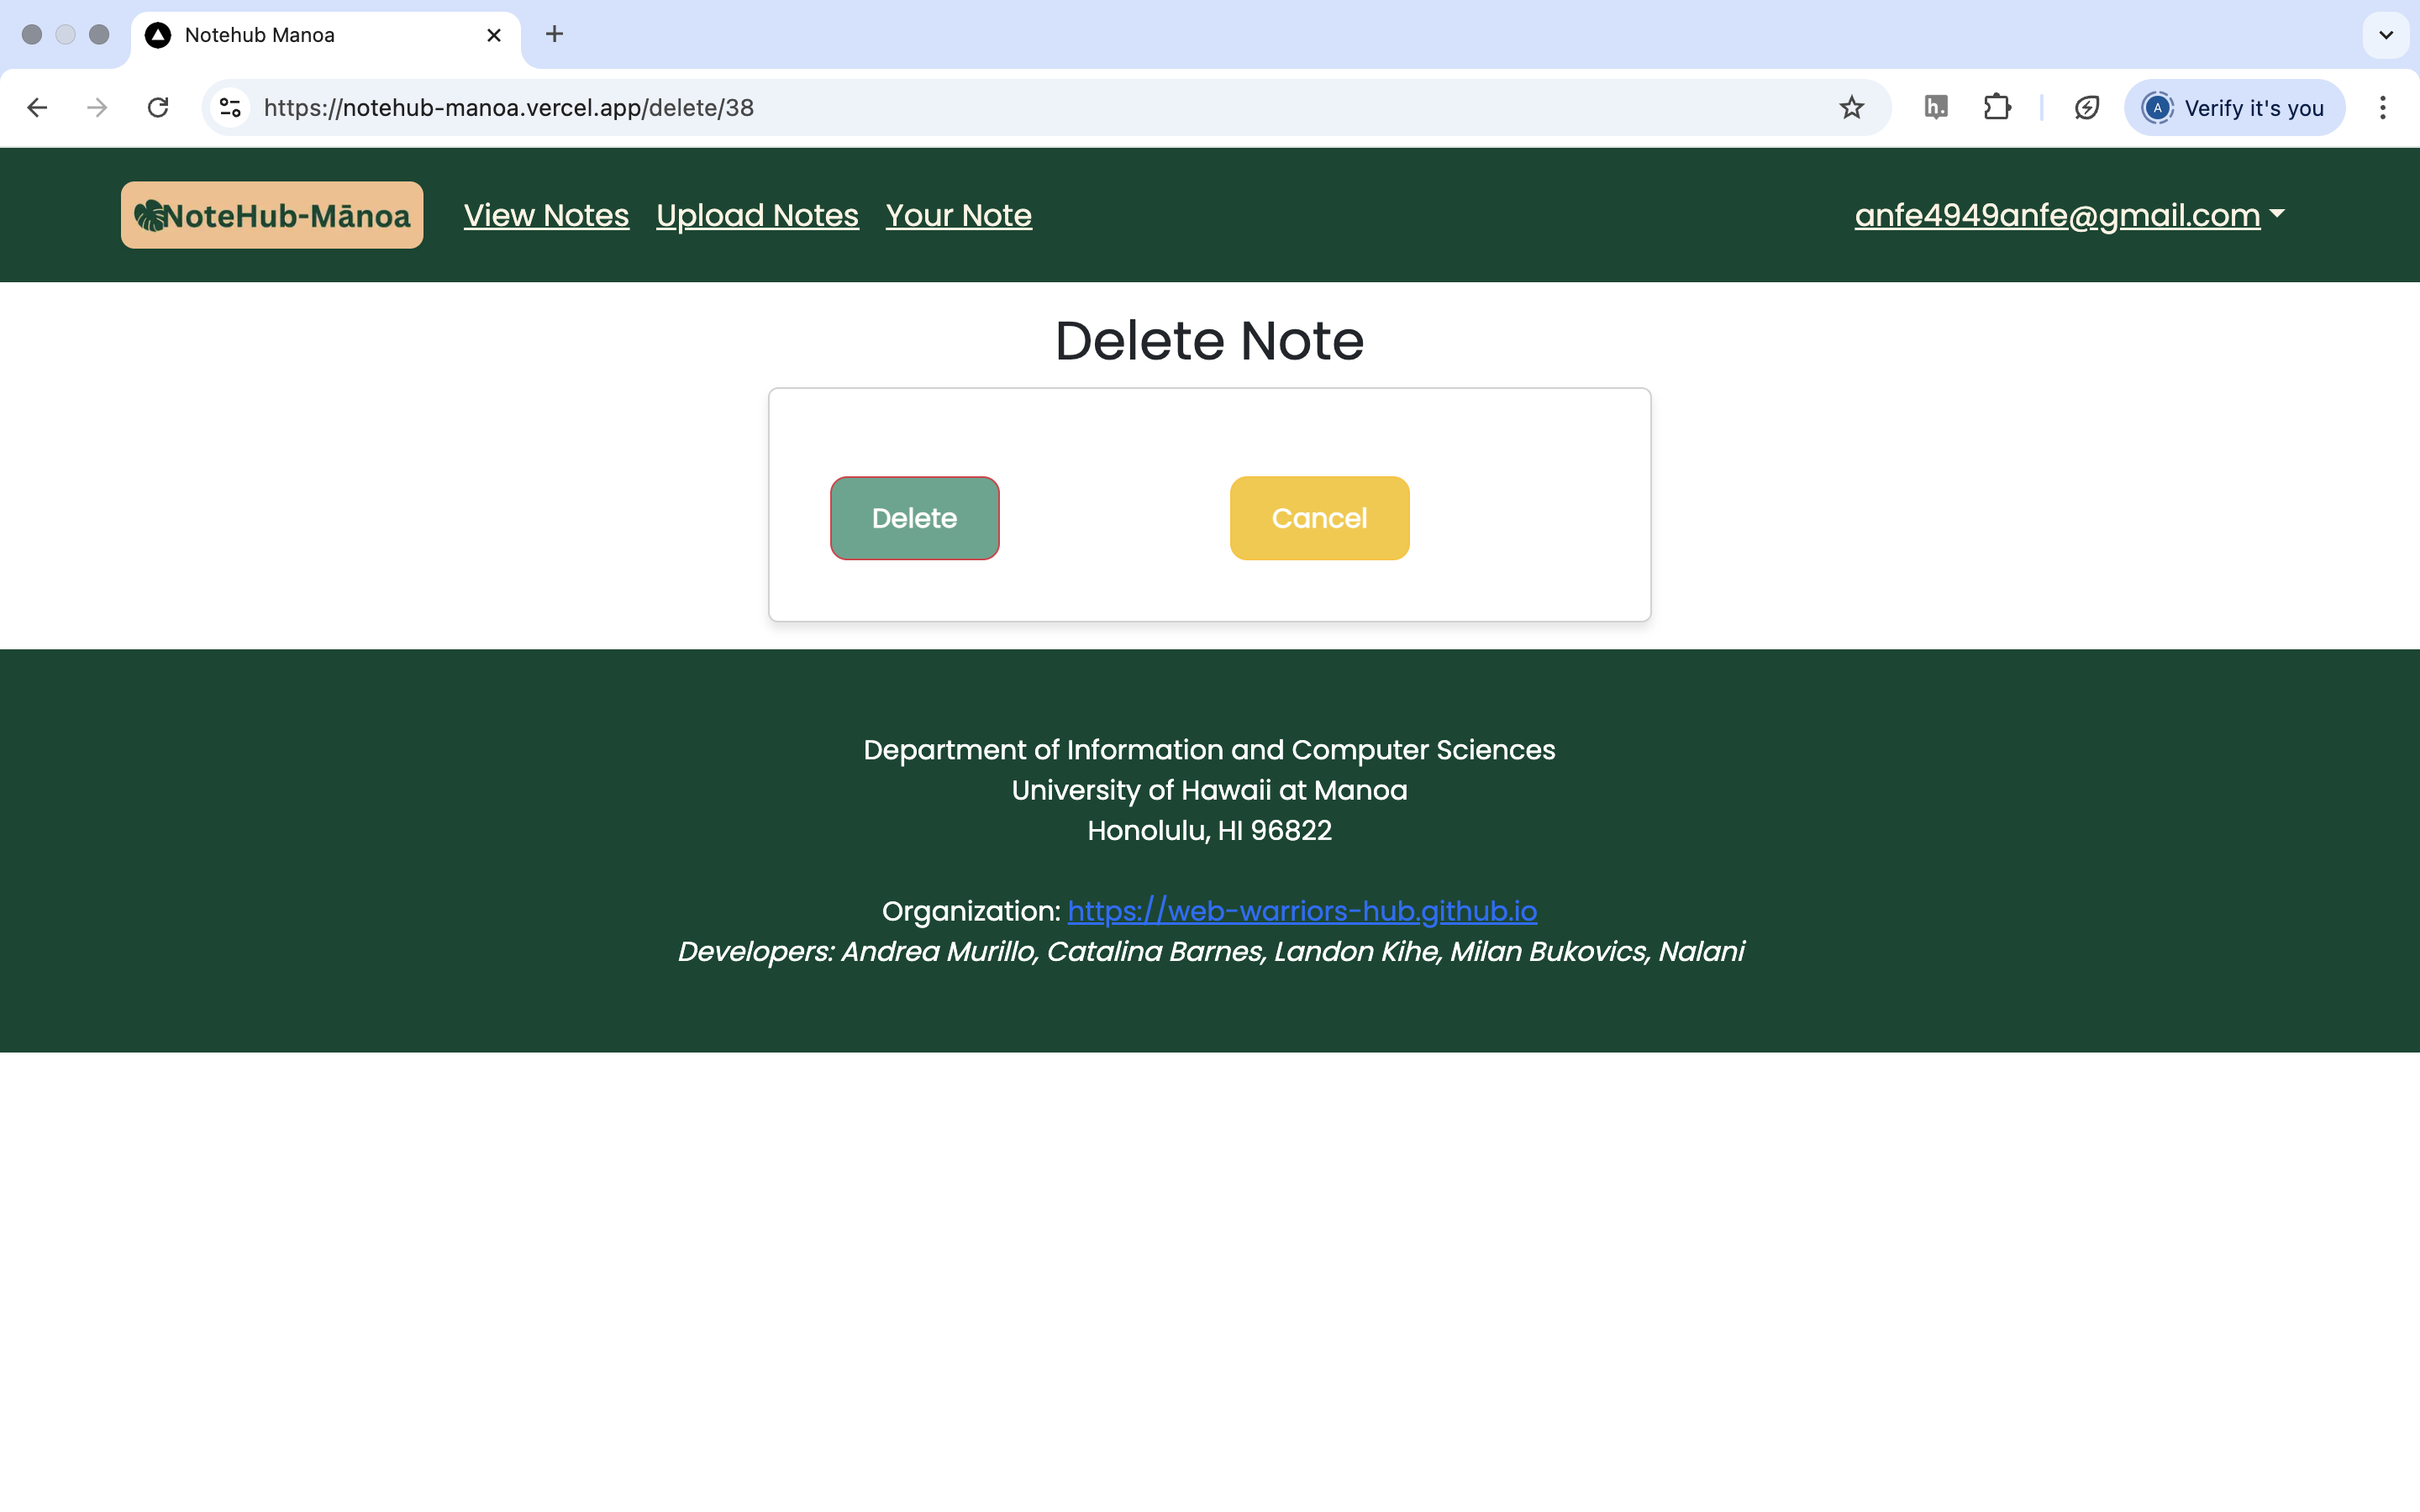 Notehub Manoa
https://notehub-manoa.vercel.app/delete/38
h.
A
Verify it's you
NoteHub-Mānoa
View Notes
Upload Notes
Your Note
anfe4949anfe@gmail.com
Delete Note
Delete
Cancel
Department of Information and Computer Sciences
University of Hawaii at Manoa
Honolulu, HI 96822
Organization: https://web-warriors-hub.github.io
Developers: Andrea Murillo, Catalina Barnes, Landon Kihe, Milan Bukovics, Nalani